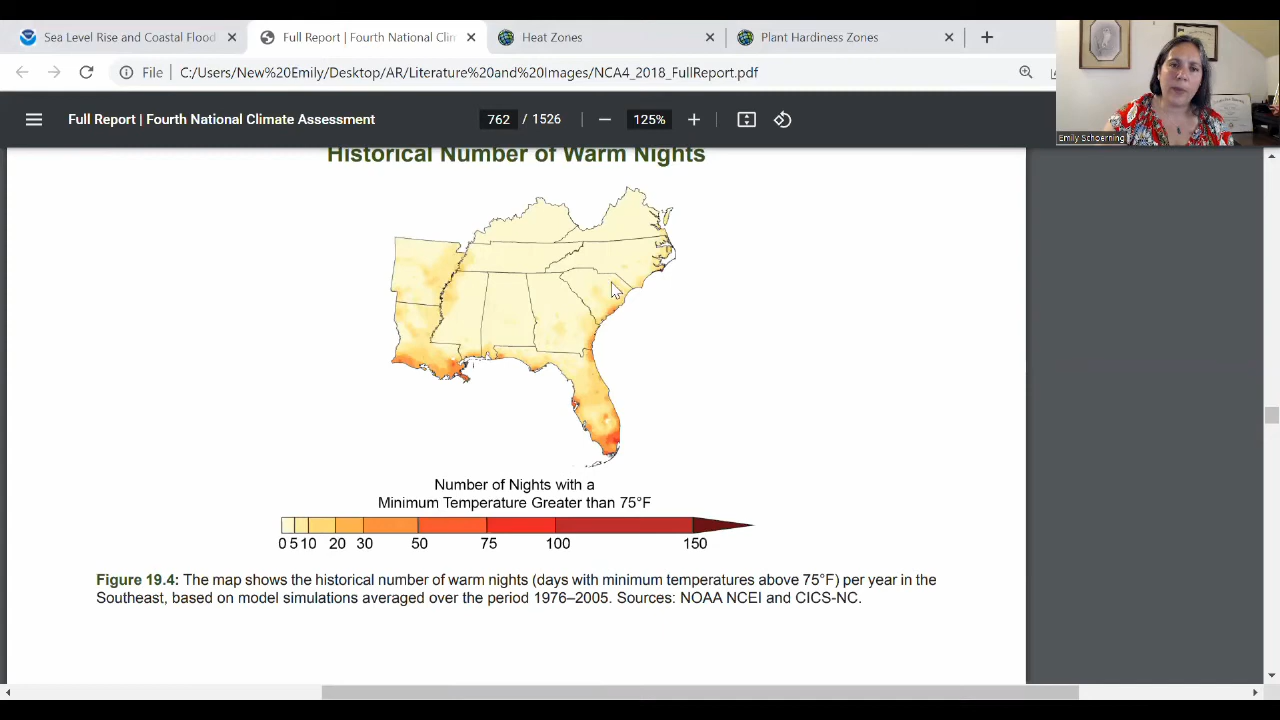 Sea Level Rise and Coastal Flood
Full Report | Fourth National Clim
Heat Zones
Plant Hardiness Zones
File
C:/Users/New%20Emily/Desktop/AR/Literature%20and%20Images/NCA4_2018_FullReport.pdf
Full Report | Fourth National Climate Assessment
762 / 1526
125%
Emily Schoerning
Historical Number of Warm Nights
Number of Nights with a
Minimum Temperature Greater than 75°F
0 5 10 20 30 50 75 100 150
Figure 19.4: The map shows the historical number of warm nights (days with minimum temperatures above 75°F) per year in the
Southeast, based on model simulations averaged over the period 1976–2005. Sources: NOAA NCEI and CICS-NC.